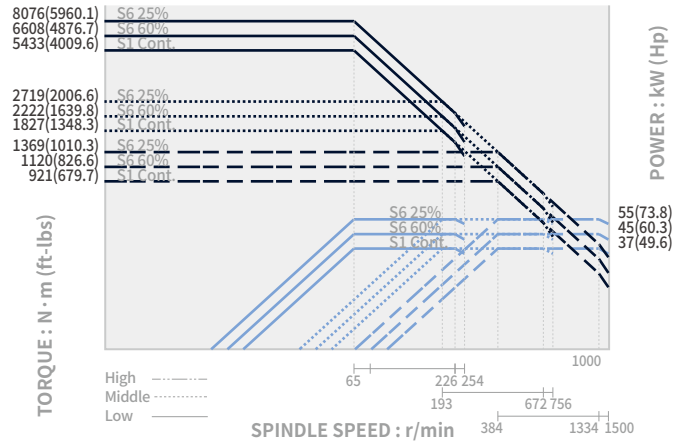 8076(5960.1) S6 25%
6608(4876.7) S6 60%
5433(4009.6) S1 Cont.
2719(2006.6) S6 25%
2222(1639.8) S6 60%
1827(1348.3) S1 Cont.
1369(1010.3) S6 25%
1120(826.6) S6 60%
921(679.7) S1 Cont.
S6 25% 55(73.8)
S6 60% 45(60.3)
S1 Cont. 37(49.6)
TORQUE : N·m (ft-lbs)
POWER : kW (Hp)
1000
High
Middle
Low
65 226 254
193 672 756
384 1334 1500
SPINDLE SPEED : r/min